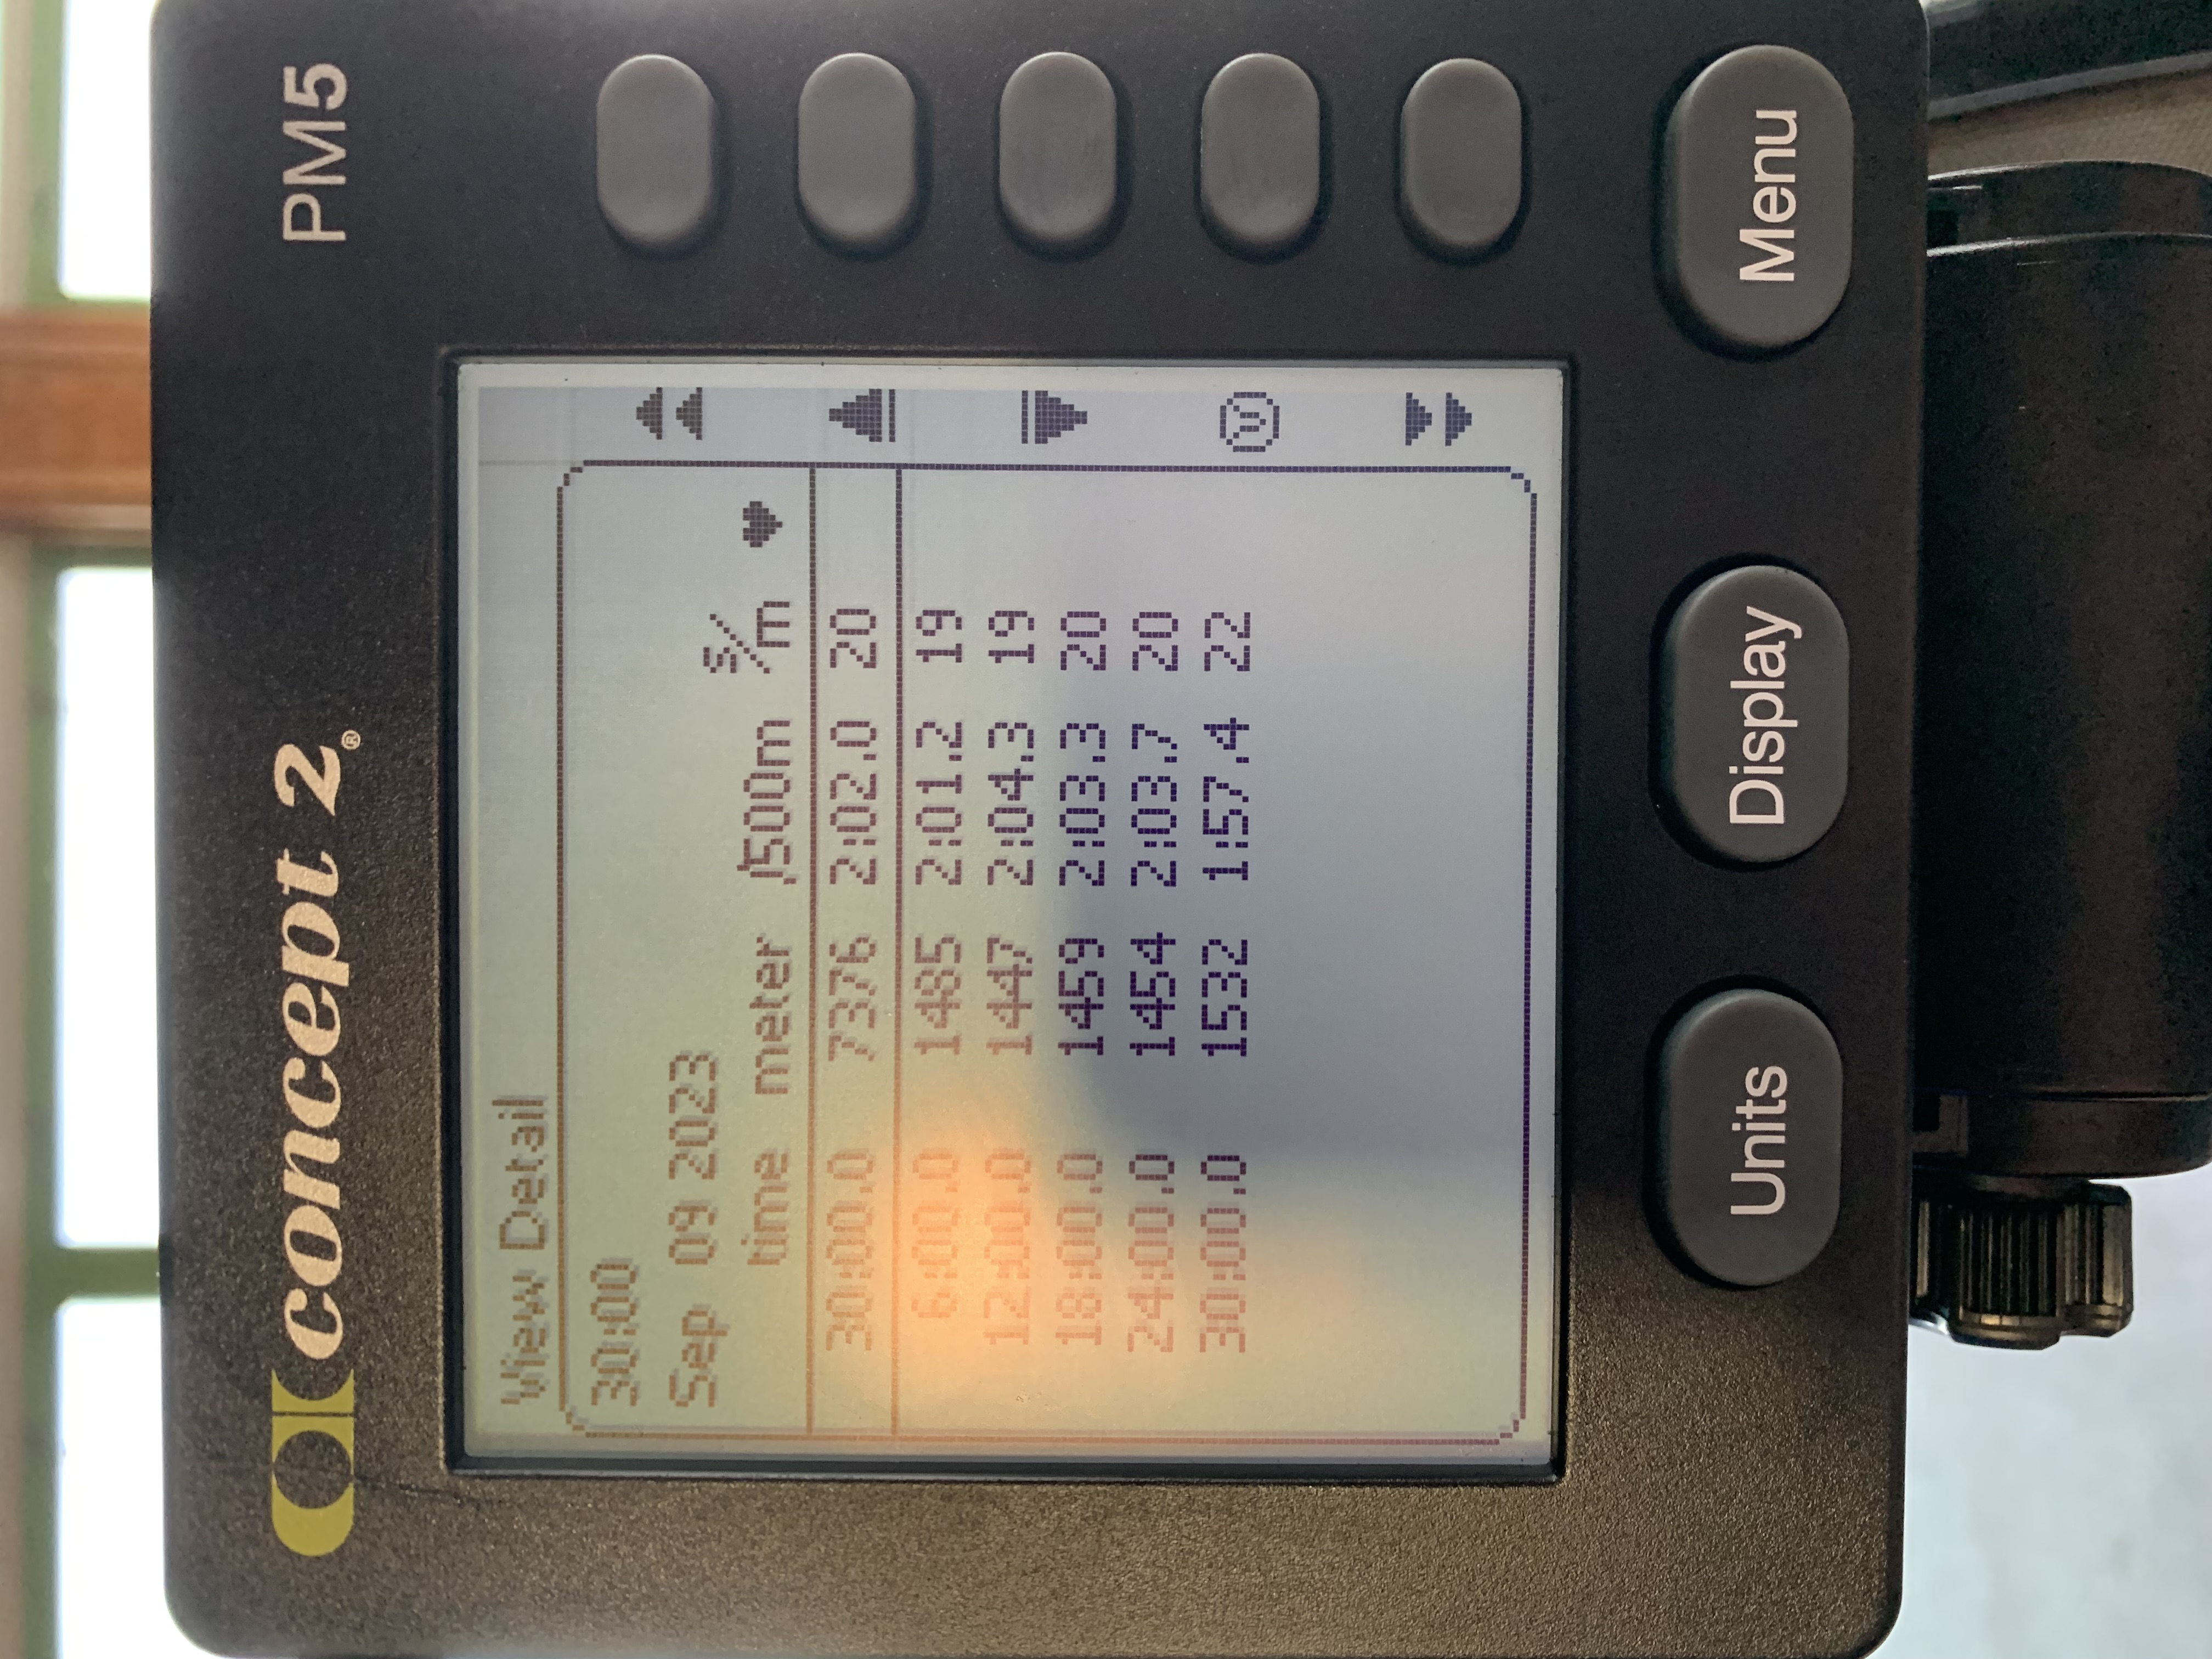 concept 2®
PM5
View Detail
30:00
Sep 09 2023
time meter /500m s/m ♥
30:00.0 7376 2:02.0 20
6:00.0 1485 2:01.2 19
12:00.0 1447 2:04.3 19
18:00.0 1459 2:03.3 20
24:00.0 1454 2:03.7 20
30:00.0 1532 1:57.4 22
Units Display Menu